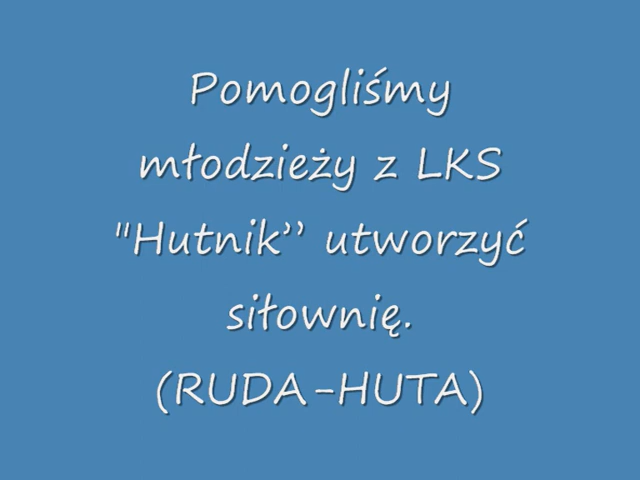 Pomogliśmy
młodzieży z LKS
"Hutnik’’ utworzyć
siłownię.
(RUDA-HUTA)